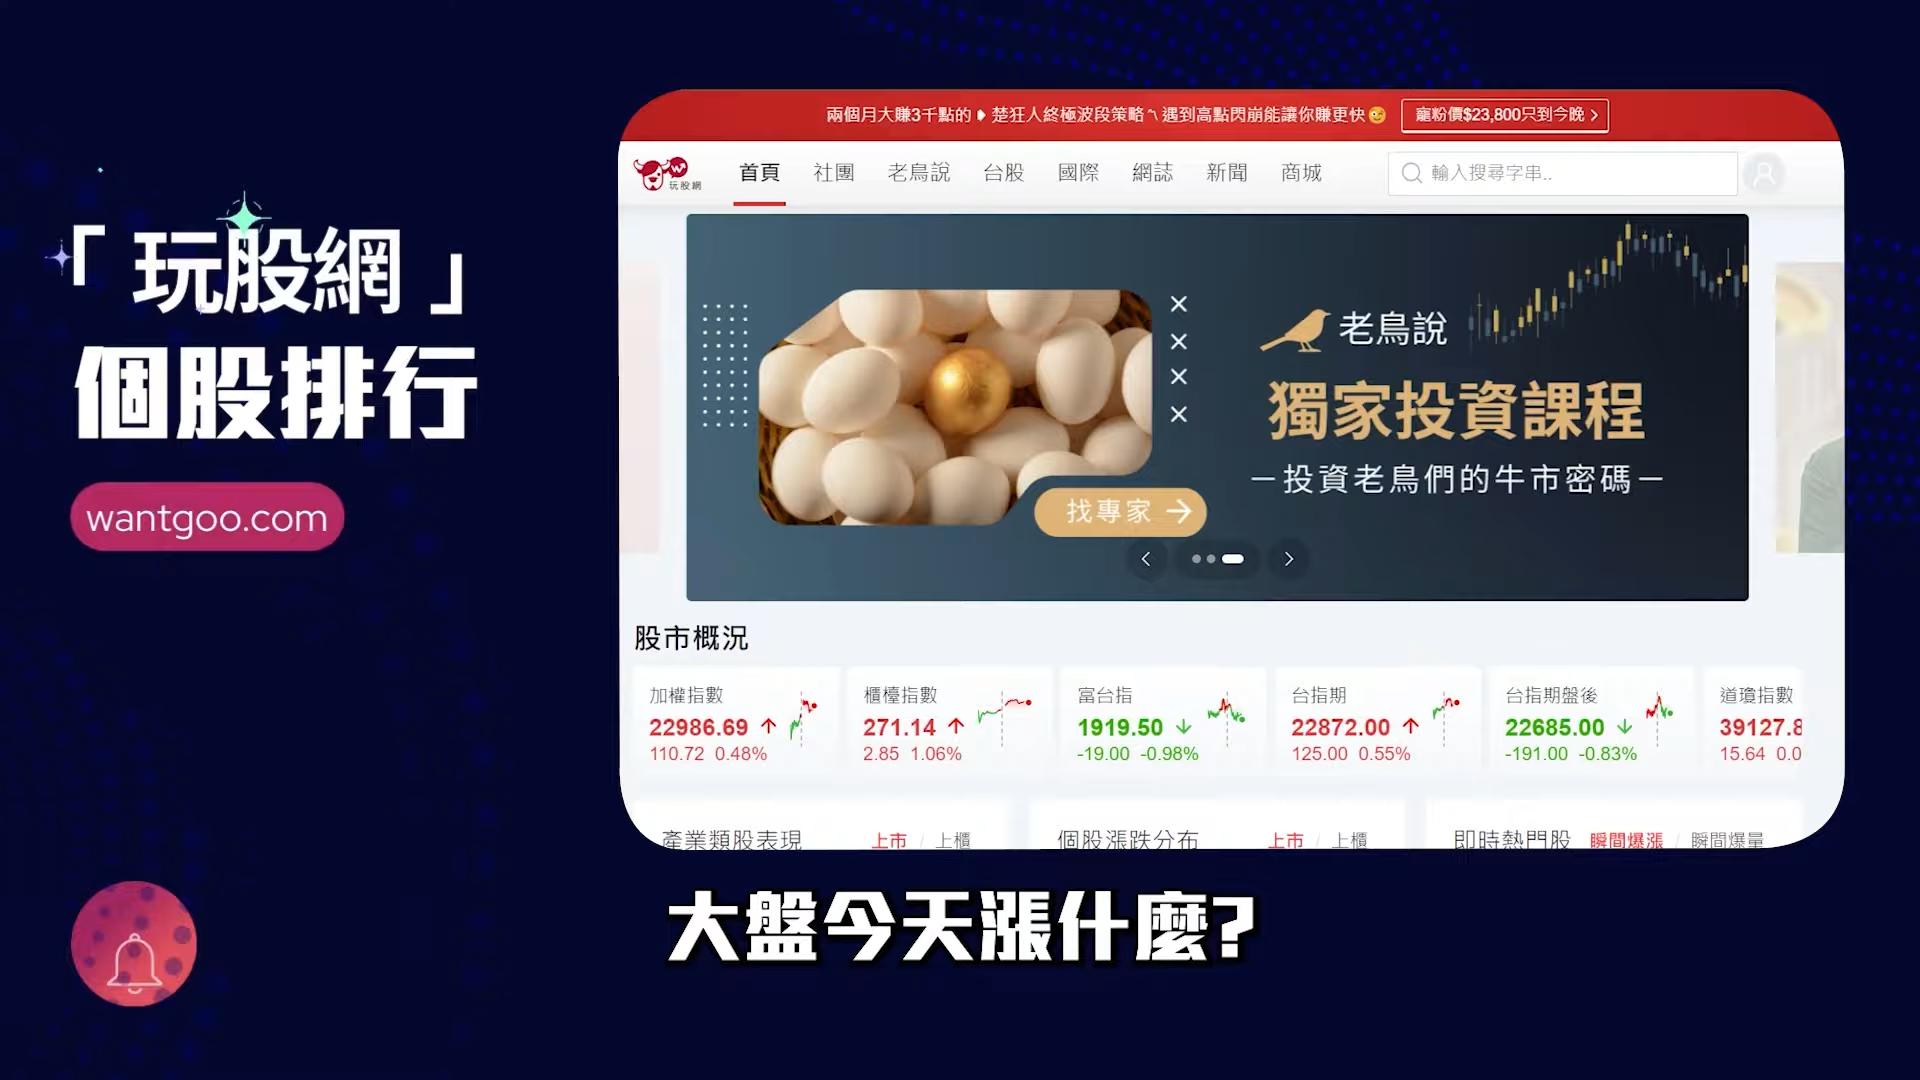 「玩股網」
個股排行
wantgoo.com
兩個月大賺3千點的➧楚狂人終極波段策略〽遇到高點閃崩能讓你賺更快🤩 寵粉價$23,800只到今晚
玩股網 首頁 社團 老鳥說 台股 國際 網誌 新聞 商城 輸入搜尋字串..
老鳥說
獨家投資課程
—投資老鳥們的牛市密碼—
找專家
股市概況
加權指數 櫃檯指數 富台指 台指期 台指期盤後 道瓊指數
22986.69 271.14 1919.50 22872.00 22685.00 39127.8
110.72 0.48% 2.85 1.06% -19.00 -0.98% 125.00 0.55% -191.00 -0.83% 15.64 0.0
產業類股表現 上市 / 上櫃 個股漲跌分布 上市 / 上櫃 即時熱門股 瞬間爆漲 / 瞬間爆量
大盤今天漲什麼?